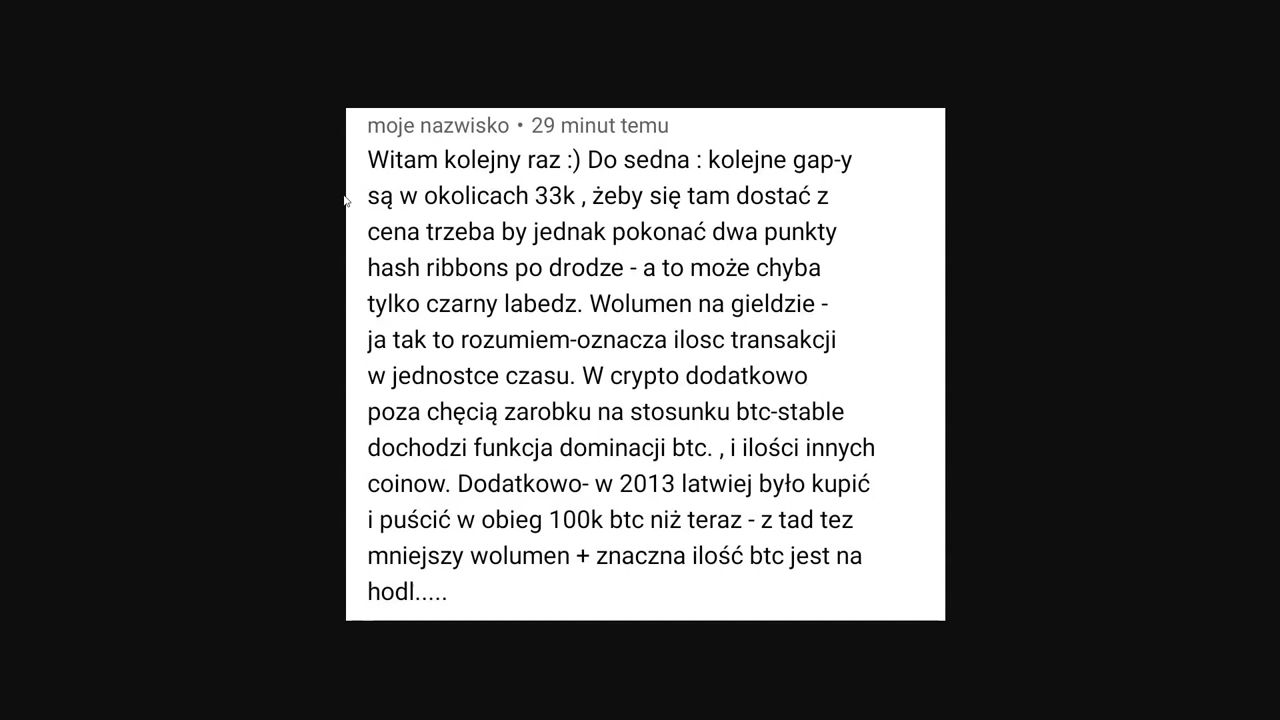 moje nazwisko • 29 minut temu
Witam kolejny raz :) Do sedna : kolejne gap-y
są w okolicach 33k , żeby się tam dostać z
cena trzeba by jednak pokonać dwa punkty
hash ribbons po drodze - a to może chyba
tylko czarny labedz. Wolumen na gieldzie -
ja tak to rozumiem-oznacza ilosc transakcji
w jednostce czasu. W crypto dodatkowo
poza chęcią zarobku na stosunku btc-stable
dochodzi funkcja dominacji btc. , i ilości innych
coinow. Dodatkowo- w 2013 latwiej było kupić
i puścić w obieg 100k btc niż teraz - z tad tez
mniejszy wolumen + znaczna ilość btc jest na
hodl.....